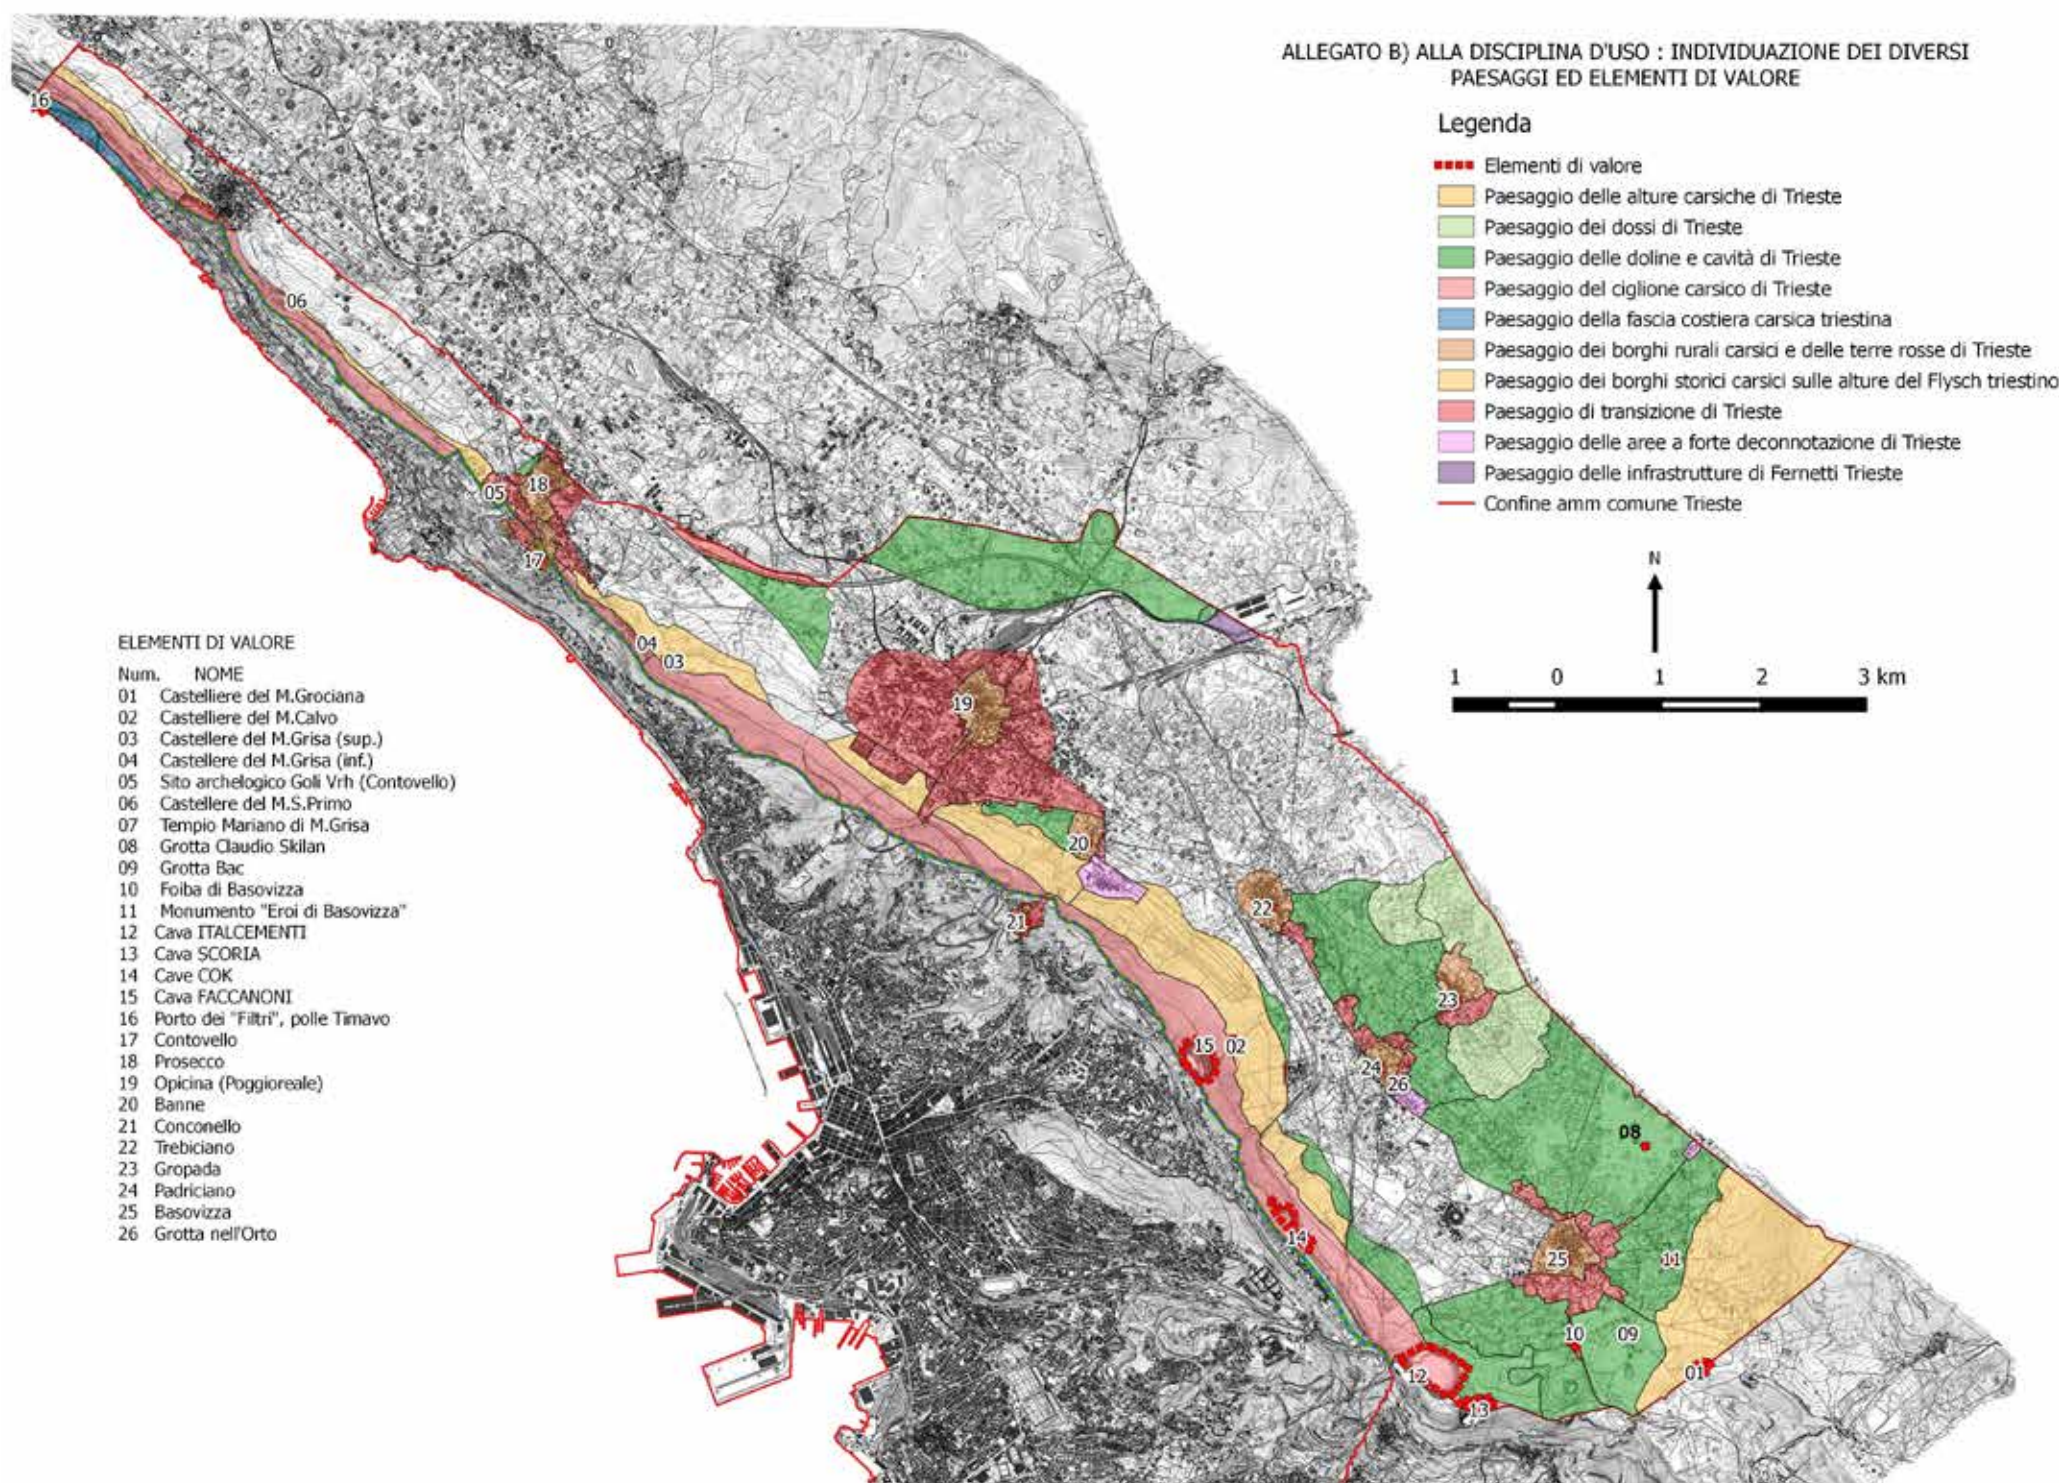 ALLEGATO B) ALLA DISCIPLINA D'USO : INDIVIDUAZIONE DEI DIVERSI
PAESAGGI ED ELEMENTI DI VALORE
Legenda
Elementi di valore
Paesaggio delle alture carsiche di Trieste
Paesaggio dei dossi di Trieste
Paesaggio delle doline e cavità di Trieste
Paesaggio del ciglione carsico di Trieste
Paesaggio della fascia costiera carsica triestina
Paesaggio dei borghi rurali carsici e delle terre rosse di Trieste
Paesaggio dei borghi storici carsici sulle alture del Flysch triestino
Paesaggio di transizione di Trieste
Paesaggio delle aree a forte deconnotazione di Trieste
Paesaggio delle infrastrutture di Fernetti Trieste
Confine amm comune Trieste
N
1 0 1 2 3 km
ELEMENTI DI VALORE
Num. NOME
01 Castelliere del M.Grociana
02 Castelliere del M.Calvo
03 Castellere del M.Grisa (sup.)
04 Castellere del M.Grisa (inf.)
05 Sito archelogico Goli Vrh (Contovello)
06 Castellere del M.S.Primo
07 Tempio Mariano di M.Grisa
08 Grotta Claudio Skilan
09 Grotta Bac
10 Foiba di Basovizza
11 Monumento "Eroi di Basovizza"
12 Cava ITALCEMENTI
13 Cava SCORIA
14 Cave COK
15 Cava FACCANONI
16 Porto dei "Filtri", polle Timavo
17 Contovello
18 Prosecco
19 Opicina (Poggioreale)
20 Banne
21 Conconello
22 Trebiciano
23 Gropada
24 Padriciano
25 Basovizza
26 Grotta nell'Orto
16
06
05
18
17
04
03
19
20
21
22
23
15
02
24
26
08
14
25
11
10
09
12
01
13